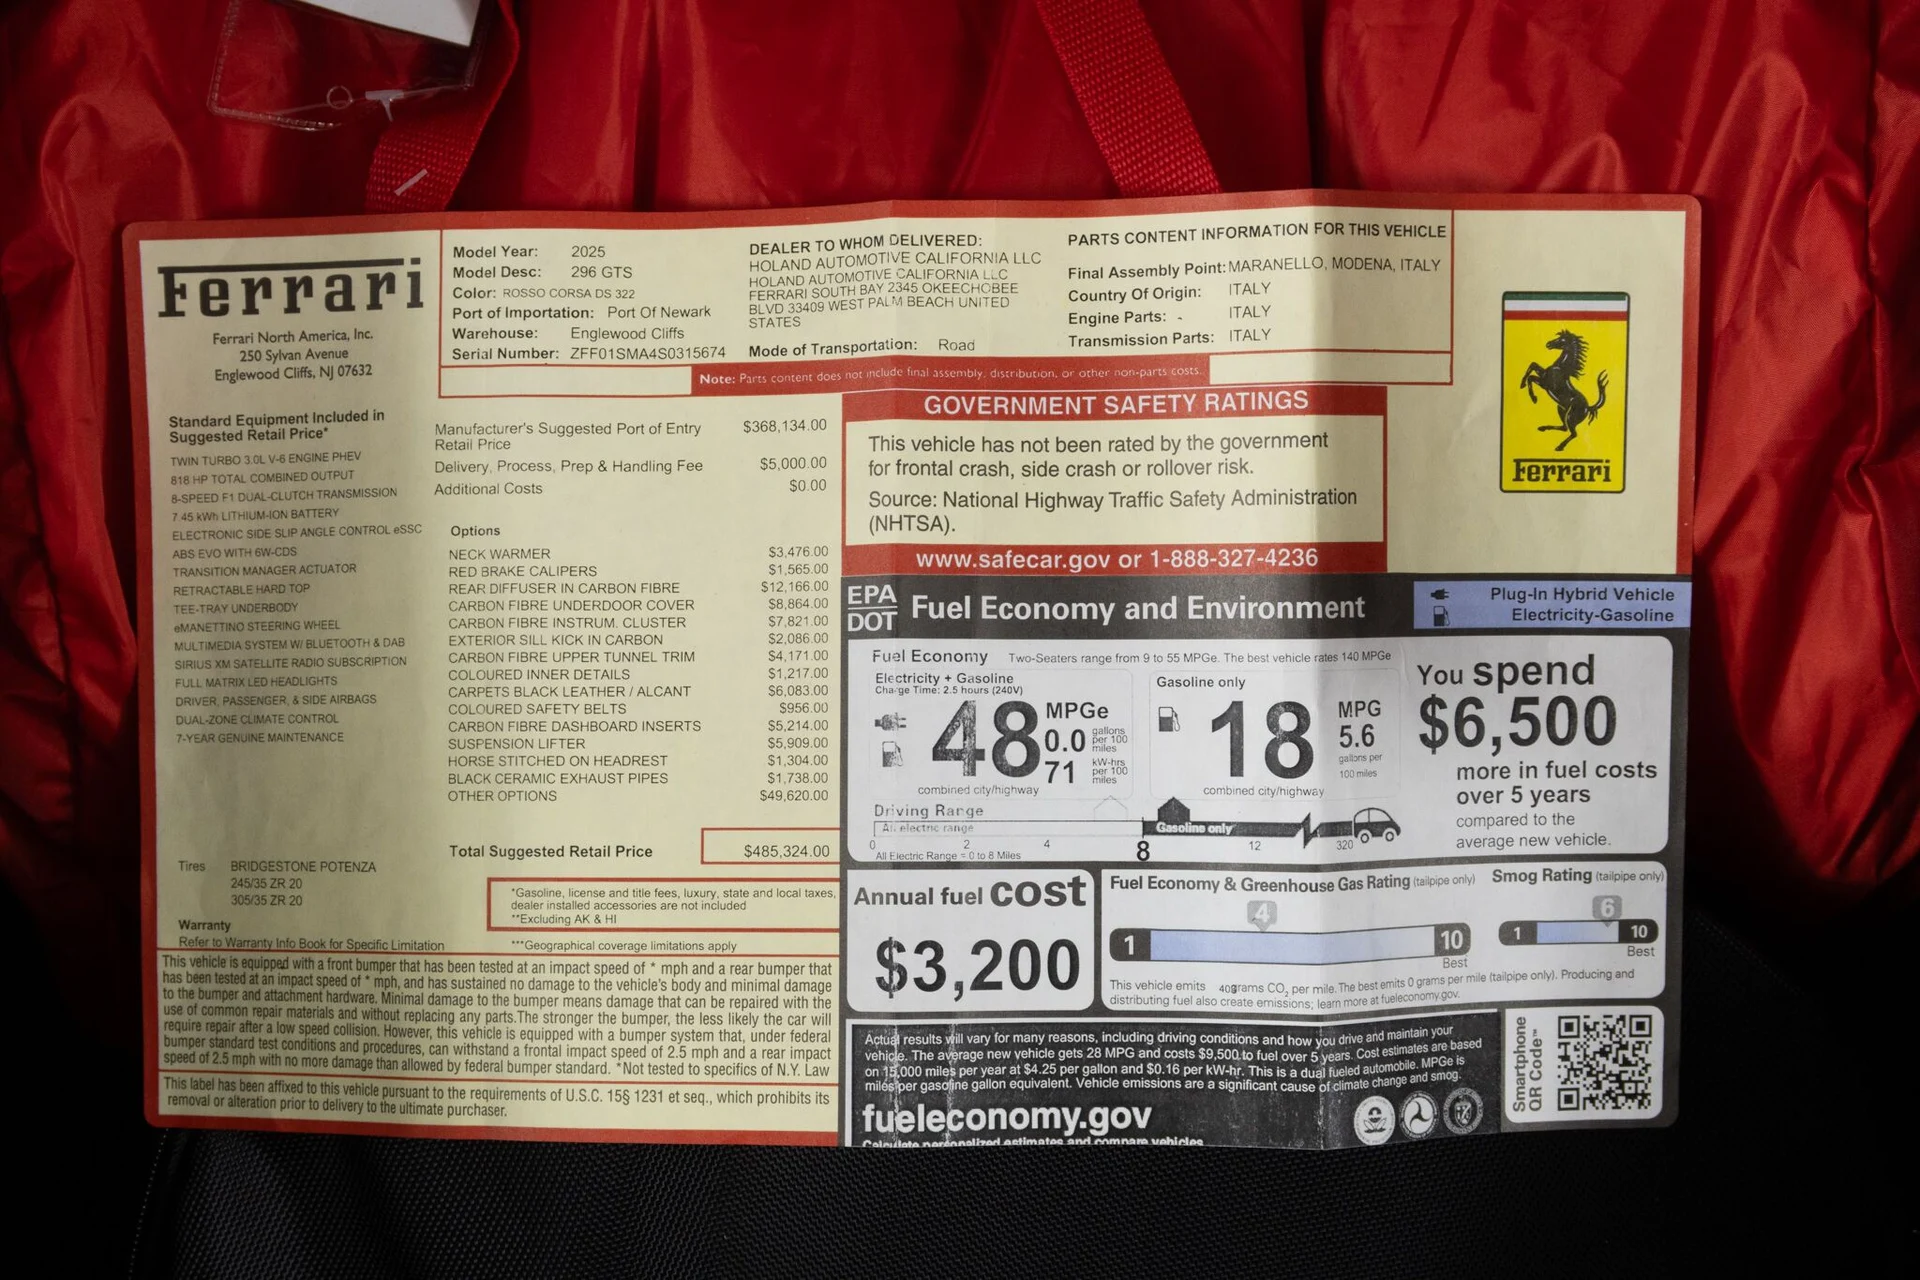 Ferrari
Ferrari North America, Inc.
250 Sylvan Avenue
Englewood Cliffs, NJ 07632
Model Year: 2025
Model Desc: 296 GTS
Color: ROSSO CORSA DS 322
Port of Importation: Port Of Newark
Warehouse: Englewood Cliffs
Serial Number: ZFF01SMA4S0315674
DEALER TO WHOM DELIVERED:
HOLAND AUTOMOTIVE CALIFORNIA LLC
HOLAND AUTOMOTIVE CALIFORNIA LLC
FERRARI SOUTH BAY 2345 OKEECHOBEE
BLVD 33409 WEST PALM BEACH UNITED
STATES
Mode of Transportation: Road
PARTS CONTENT INFORMATION FOR THIS VEHICLE
Final Assembly Point: MARANELLO, MODENA, ITALY
Country Of Origin: ITALY
Engine Parts: - ITALY
Transmission Parts: ITALY
Note: Parts content does not include final assembly, distribution, or other non-parts costs.
Ferrari
Standard Equipment Included in
Suggested Retail Price*
TWIN TURBO 3.0L V-6 ENGINE PHEV
818 HP TOTAL COMBINED OUTPUT
8-SPEED F1 DUAL-CLUTCH TRANSMISSION
7.45 kWh LITHIUM-ION BATTERY
ELECTRONIC SIDE SLIP ANGLE CONTROL eSSC
ABS EVO WITH 6W-CDS
TRANSITION MANAGER ACTUATOR
RETRACTABLE HARD TOP
TEE-TRAY UNDERBODY
eMANETTINO STEERING WHEEL
MULTIMEDIA SYSTEM W/ BLUETOOTH & DAB
SIRIUS XM SATELLITE RADIO SUBSCRIPTION
FULL MATRIX LED HEADLIGHTS
DRIVER, PASSENGER, & SIDE AIRBAGS
DUAL-ZONE CLIMATE CONTROL
7-YEAR GENUINE MAINTENANCE
Tires BRIDGESTONE POTENZA
245/35 ZR 20
305/35 ZR 20
Warranty
Refer to Warranty Info Book for Specific Limitation
Manufacturer's Suggested Port of Entry
Retail Price $368,134.00
Delivery, Process, Prep & Handling Fee $5,000.00
Additional Costs $0.00
Options
NECK WARMER $3,476.00
RED BRAKE CALIPERS $1,565.00
REAR DIFFUSER IN CARBON FIBRE $12,166.00
CARBON FIBRE UNDERDOOR COVER $8,864.00
CARBON FIBRE INSTRUM. CLUSTER $7,821.00
EXTERIOR SILL KICK IN CARBON $2,086.00
CARBON FIBRE UPPER TUNNEL TRIM $4,171.00
COLOURED INNER DETAILS $1,217.00
CARPETS BLACK LEATHER / ALCANT $6,083.00
COLOURED SAFETY BELTS $956.00
CARBON FIBRE DASHBOARD INSERTS $5,214.00
SUSPENSION LIFTER $5,909.00
HORSE STITCHED ON HEADREST $1,304.00
BLACK CERAMIC EXHAUST PIPES $1,738.00
OTHER OPTIONS $49,620.00
Total Suggested Retail Price $485,324.00
*Gasoline, license and title fees, luxury, state and local taxes,
dealer installed accessories are not included
**Excluding AK & HI
***Geographical coverage limitations apply
This vehicle is equipped with a front bumper that has been tested at an impact speed of * mph and a rear bumper that
has been tested at an impact speed of * mph, and has sustained no damage to the vehicle's body and minimal damage
to the bumper and attachment hardware. Minimal damage to the bumper means damage that can be repaired with the
use of common repair materials and without replacing any parts.The stronger the bumper, the less likely the car will
require repair after a low speed collision. However, this vehicle is equipped with a bumper system that, under federal
bumper standard test conditions and procedures, can withstand a frontal impact speed of 2.5 mph and a rear impact
speed of 2.5 mph with no more damage than allowed by federal bumper standard. *Not tested to specifics of N.Y. Law
This label has been affixed to this vehicle pursuant to the requirements of U.S.C. 15§ 1231 et seq., which prohibits its
removal or alteration prior to delivery to the ultimate purchaser.
GOVERNMENT SAFETY RATINGS
This vehicle has not been rated by the government
for frontal crash, side crash or rollover risk.
Source: National Highway Traffic Safety Administration
(NHTSA).
www.safecar.gov or 1-888-327-4236
EPA
DOT
Fuel Economy and Environment
Plug-In Hybrid Vehicle
Electricity-Gasoline
Fuel Economy Two-Seaters range from 9 to 55 MPGe. The best vehicle rates 140 MPGe
Electricity + Gasoline
Charge Time: 2.5 hours (240V)
48 MPGe
0.0 gallons per 100 miles
71 kW-hrs per 100 miles
combined city/highway
Gasoline only
18 MPG
5.6
gallons per
100 miles
combined city/highway
Driving Range
All electric range
Gasoline only
0 2 4 8 12 320
All Electric Range = 0 to 8 Miles
You spend
$6,500
more in fuel costs
over 5 years
compared to the
average new vehicle.
Annual fuel cost
$3,200
Fuel Economy & Greenhouse Gas Rating (tailpipe only)
4
1 10
Best
Smog Rating (tailpipe only)
6
1 10
Best
This vehicle emits grams CO2 per mile. The best emits 0 grams per mile (tailpipe only). Producing and
distributing fuel also create emissions; learn more at fueleconomy.gov.
Actual results will vary for many reasons, including driving conditions and how you drive and maintain your
vehicle. The average new vehicle gets 28 MPG and costs $9,500 to fuel over 5 years. Cost estimates are based
on 15,000 miles per year at $4.25 per gallon and $0.16 per kW-hr. This is a dual fueled automobile. MPGe is
miles per gasoline gallon equivalent. Vehicle emissions are a significant cause of climate change and smog.
fueleconomy.gov
Calculate personalized estimates and compare vehicles
Smartphone
QR Code™